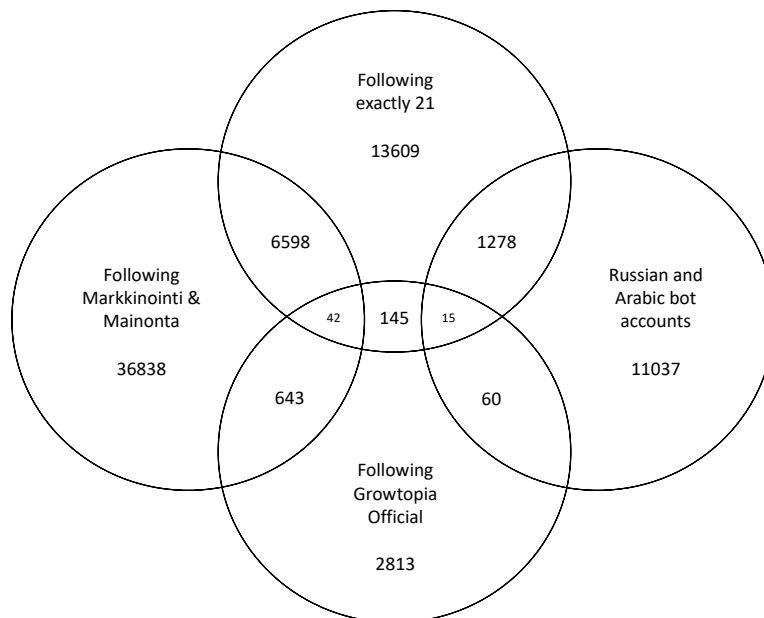 Following
exactly 21
13609
6598
1278
Following
Markkinointi &
Mainonta
36838
Russian and
Arabic bot
accounts
11037
42
145
15
643
60
Following
Growtopia
Official
2813